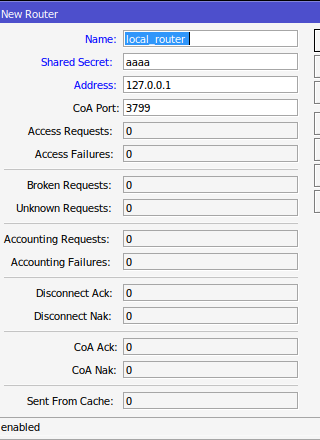 New Router
Name: local_router
Shared Secret: aaaa
Address: 127.0.0.1
CoA Port: 3799
Access Requests: 0
Access Failures: 0
Broken Requests: 0
Unknown Requests: 0
Accounting Requests: 0
Accounting Failures: 0
Disconnect Ack: 0
Disconnect Nak: 0
CoA Ack: 0
CoA Nak: 0
Sent From Cache: 0
enabled